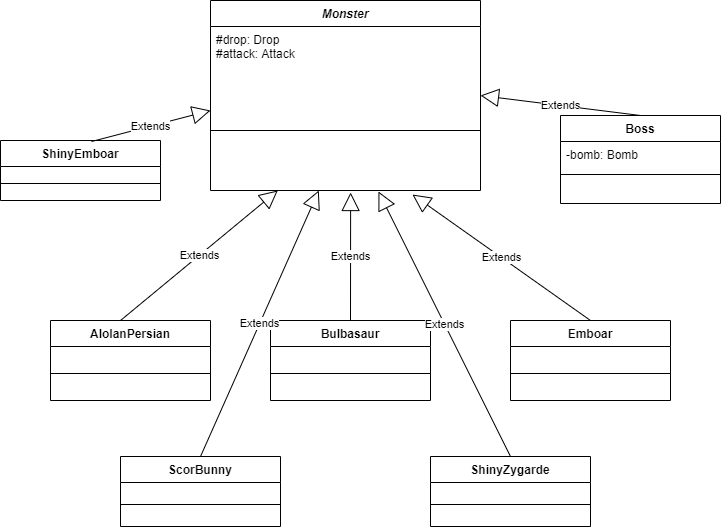 Monster
#drop: Drop
#attack: Attack
Extends
Extends
Boss
-bomb: Bomb
ShinyEmboar
Extends
Extends
Extends
Extends
Extends
AlolanPersian
Bulbasaur
Emboar
ScorBunny
ShinyZygarde